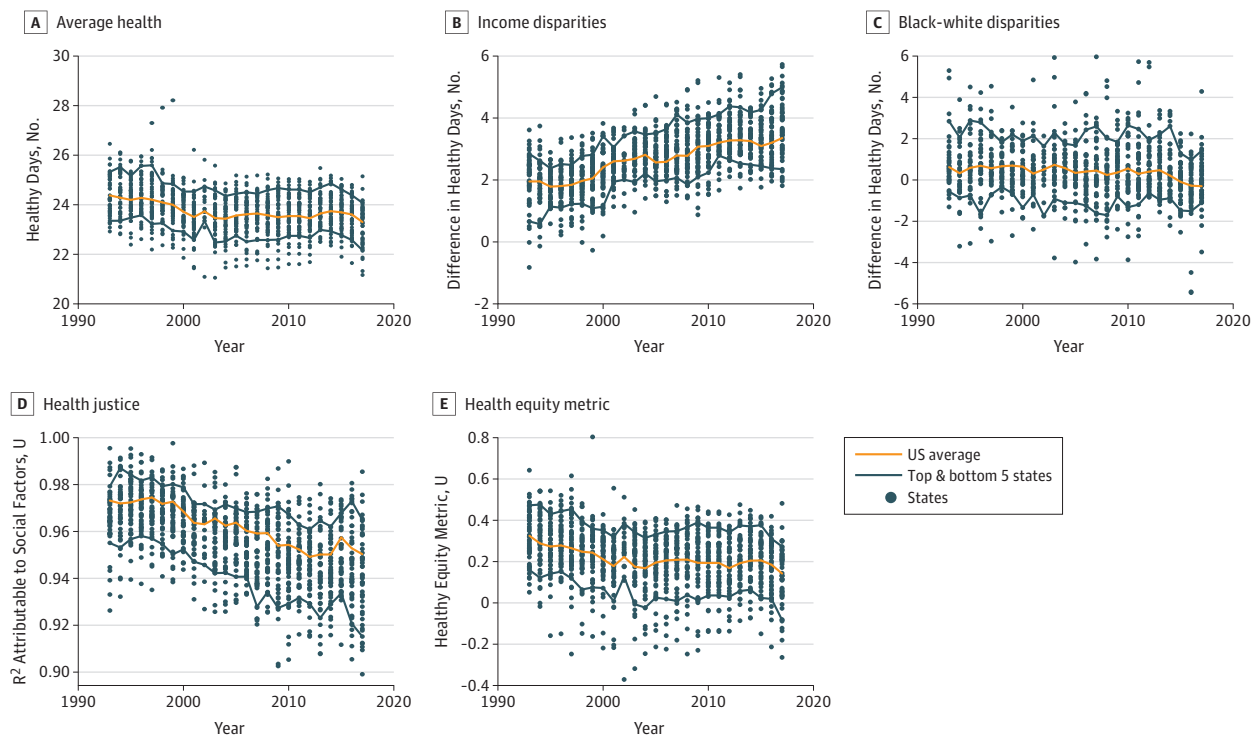 A Average health
Healthy Days, No.
30
28
26
24
22
20
1990 2000 2010 2020
Year
B Income disparities
Difference in Healthy Days, No.
6
4
2
0
–2
1990 2000 2010 2020
Year
C Black-white disparities
Difference in Healthy Days, No.
6
4
2
0
–2
–4
–6
1990 2000 2010 2020
Year
D Health justice
R² Attributable to Social Factors, U
1.00
0.98
0.96
0.94
0.92
0.90
1990 2000 2010 2020
Year
E Health equity metric
Healthy Equity Metric, U
0.8
0.6
0.4
0.2
0
–0.2
–0.4
1990 2000 2010 2020
Year
US average
Top & bottom 5 states
States